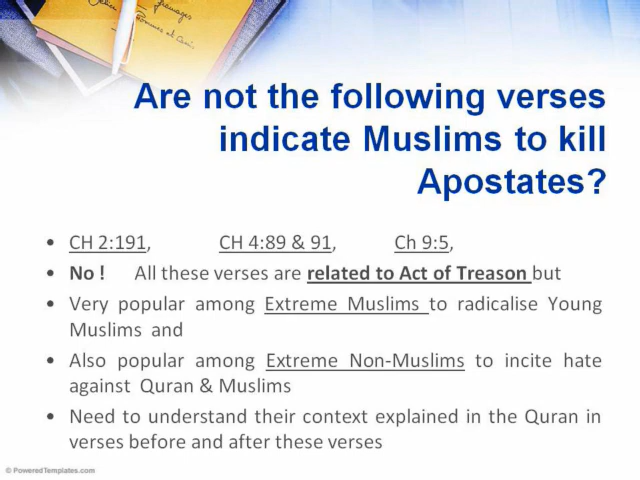 Are not the following verses
indicate Muslims to kill
Apostates?
• CH 2:191, CH 4:89 & 91, Ch 9:5,
• No ! All these verses are related to Act of Treason but
• Very popular among Extreme Muslims to radicalise Young
Muslims and
• Also popular among Extreme Non-Muslims to incite hate
against Quran & Muslims
• Need to understand their context explained in the Quran in
verses before and after these verses
© PoweredTemplates.com